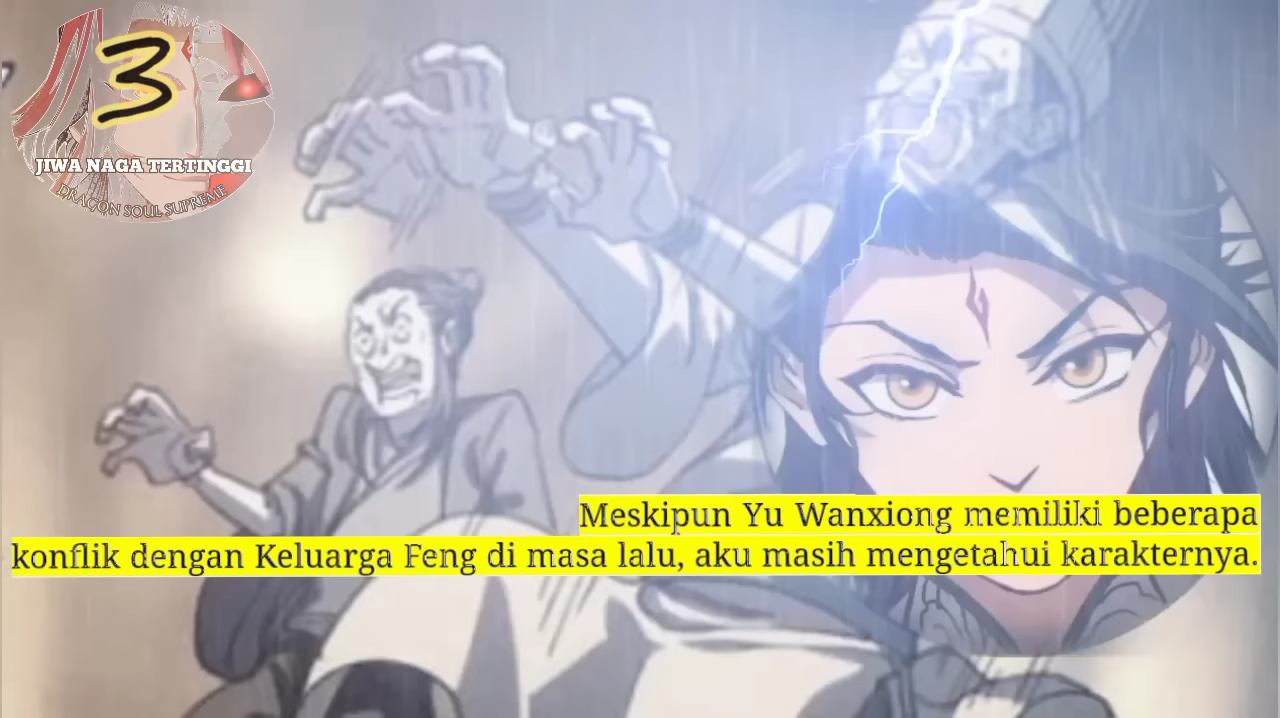 3
JIWA NAGA TERTINGGI
DRAGON SOUL SUPREME
Meskipun Yu Wanxiong memiliki beberapa
konflik dengan Keluarga Feng di masa lalu, aku masih mengetahui karakternya.